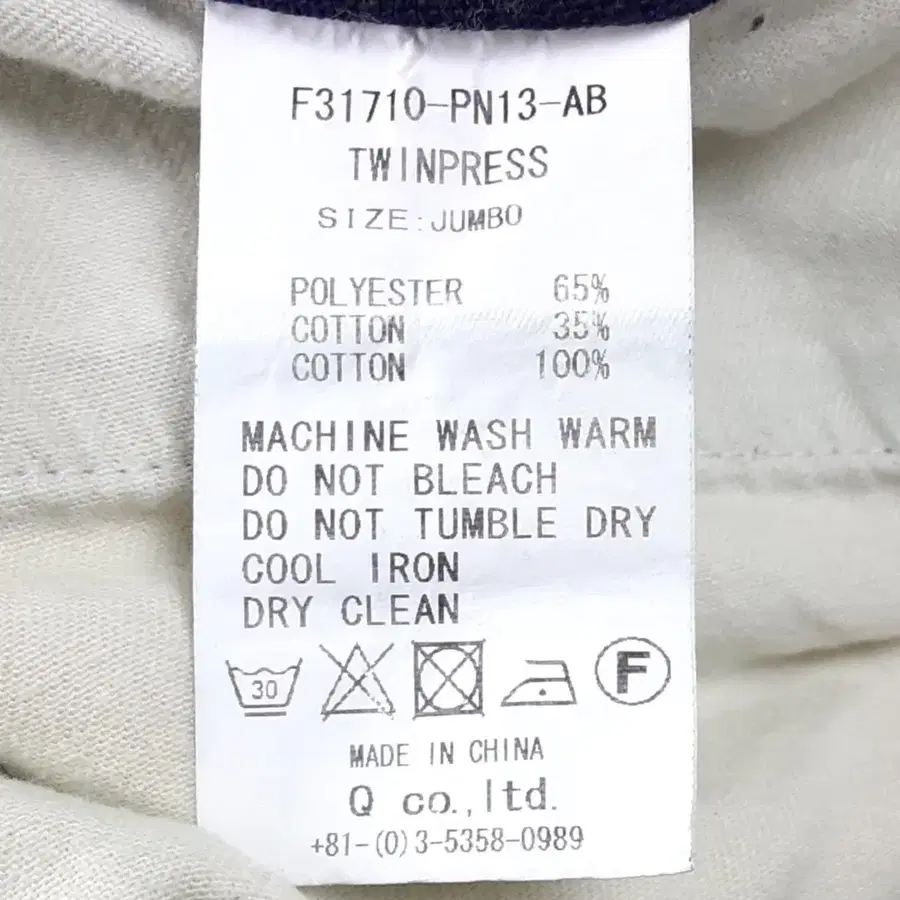 F31710-PN13-AB
TWINPRESS
SIZE:JUMBO
POLYESTER 65%
COTTON 35%
COTTON 100%
MACHINE WASH WARM
DO NOT BLEACH
DO NOT TUMBLE DRY
COOL IRON
DRY CLEAN
30 F
MADE IN CHINA
Q co.,ltd.
+81-(0)3-5358-0989